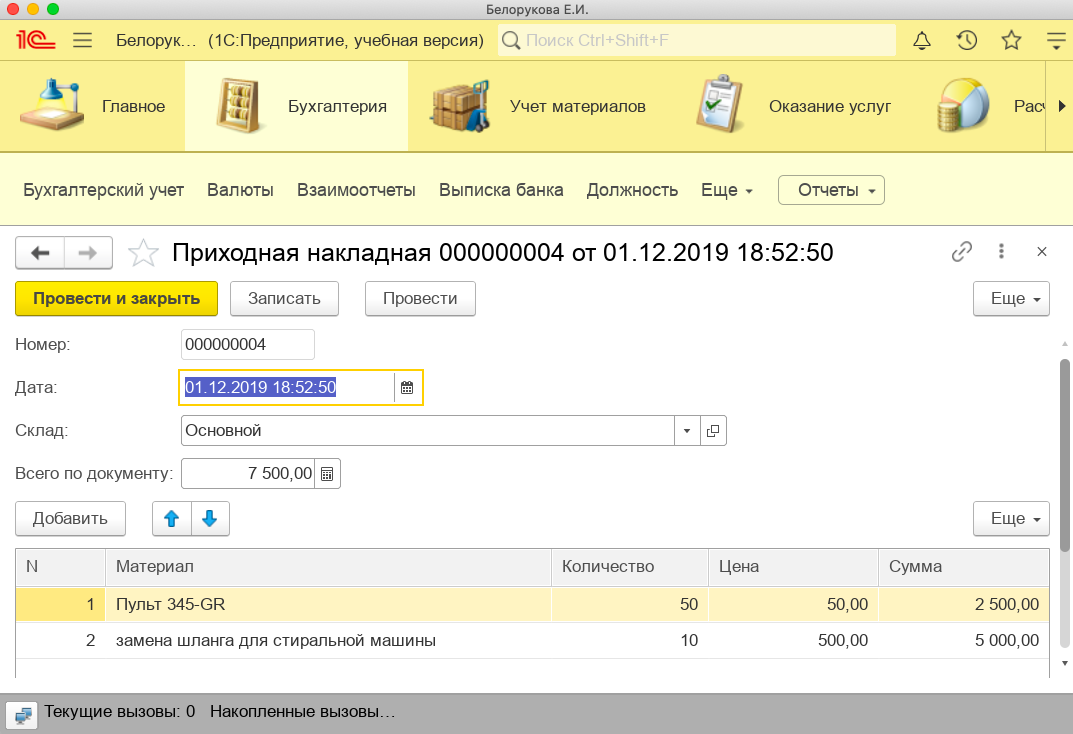 Белорукова Е.И.
1С Белорук... (1С:Предприятие, учебная версия) Поиск Ctrl+Shift+F
Главное Бухгалтерия Учет материалов Оказание услуг Рас
Бухгалтерский учет Валюты Взаимоотчеты Выписка банка Должность Еще Отчеты
Приходная накладная 000000004 от 01.12.2019 18:52:50
Провести и закрыть Записать Провести Еще
Номер: 000000004
Дата: 01.12.2019 18:52:50
Склад: Основной
Всего по документу: 7 500,00
Добавить Еще
N Материал Количество Цена Сумма
1 Пульт 345-GR 50 50,00 2 500,00
2 замена шланга для стиральной машины 10 500,00 5 000,00
Текущие вызовы: 0 Накопленные вызовы...